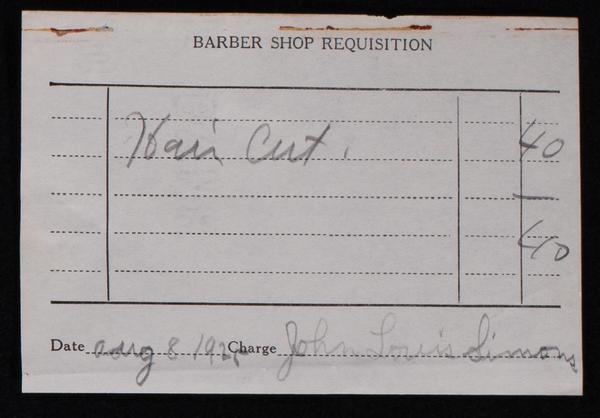 BARBER SHOP REQUISITION
Hair Cut. 40
40
Date Aug 8 Charge John Louis Simons